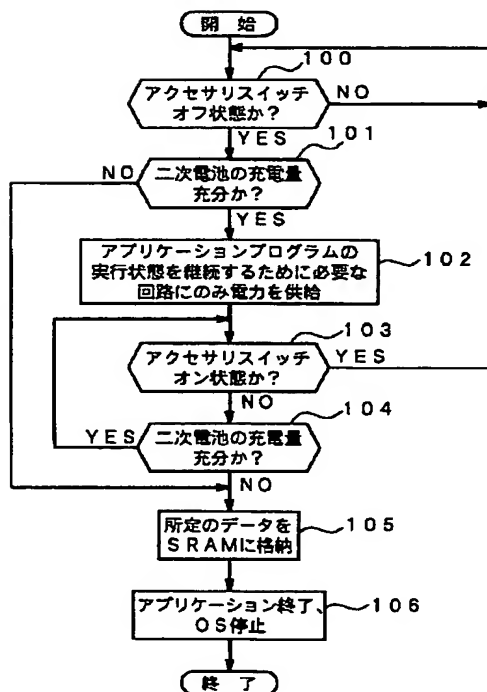 開 始
100
アクセサリスイッチ
オフ状態か?
NO
YES
101
NO
二次電池の充電量
充分か?
YES
アプリケーションプログラムの
実行状態を継続するために必要な
回路にのみ電力を供給
102
103
アクセサリスイッチ
オン状態か?
YES
NO
104
YES
二次電池の充電量
充分か?
NO
所定のデータを
SRAMに格納
105
アプリケーション終了、
OS停止
106
終 了